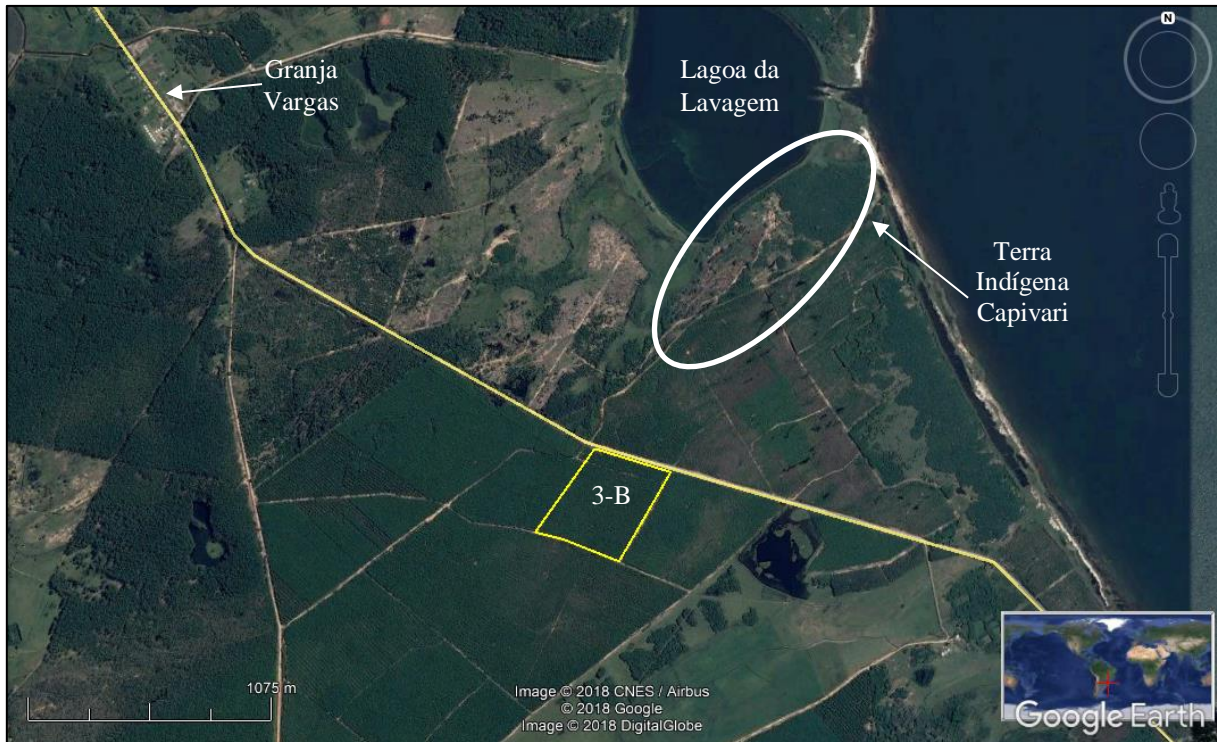 N
Granja
Vargas
Lagoa da
Lavagem
Terra
Indígena
Capivari
3-B
1075 m
Image © 2018 CNES / Airbus
© 2018 Google
Image © 2018 DigitalGlobe
Google Earth